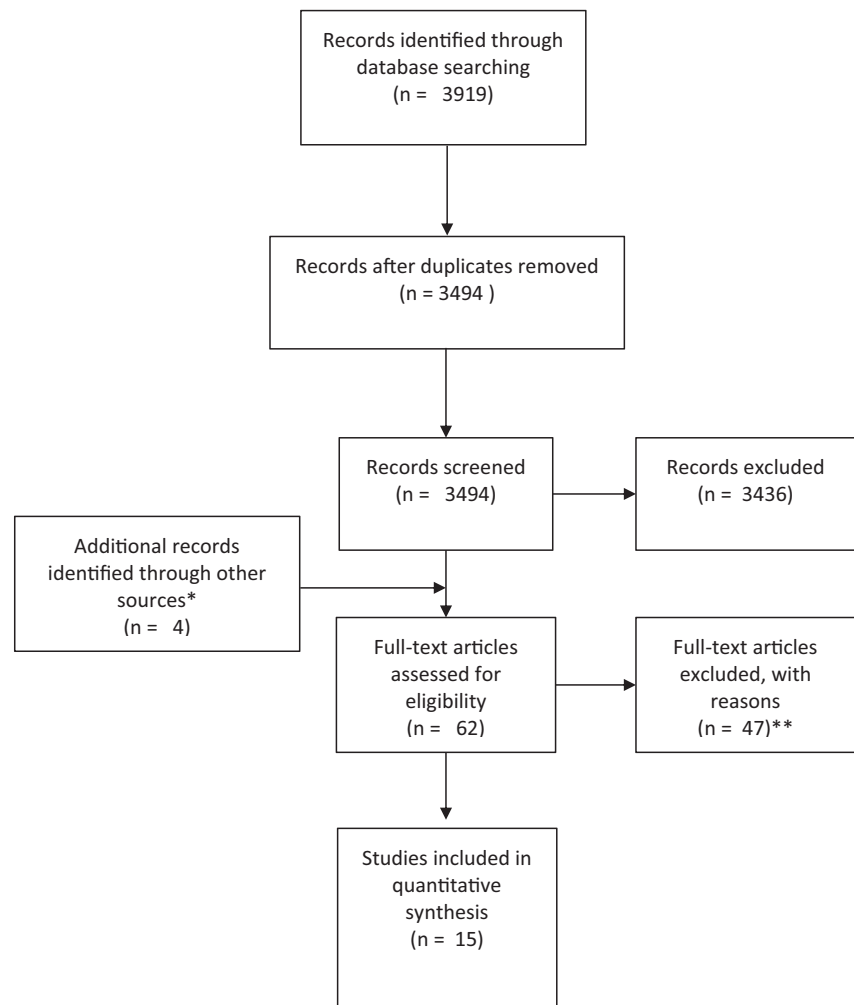 Records identified through
database searching
(n = 3919)
Records after duplicates removed
(n = 3494 )
Records screened
(n = 3494)
Records excluded
(n = 3436)
Additional records
identified through other
sources*
(n = 4)
Full-text articles
assessed for
eligibility
(n = 62)
Full-text articles
excluded, with
reasons
(n = 47)**
Studies included in
quantitative
synthesis
(n = 15)